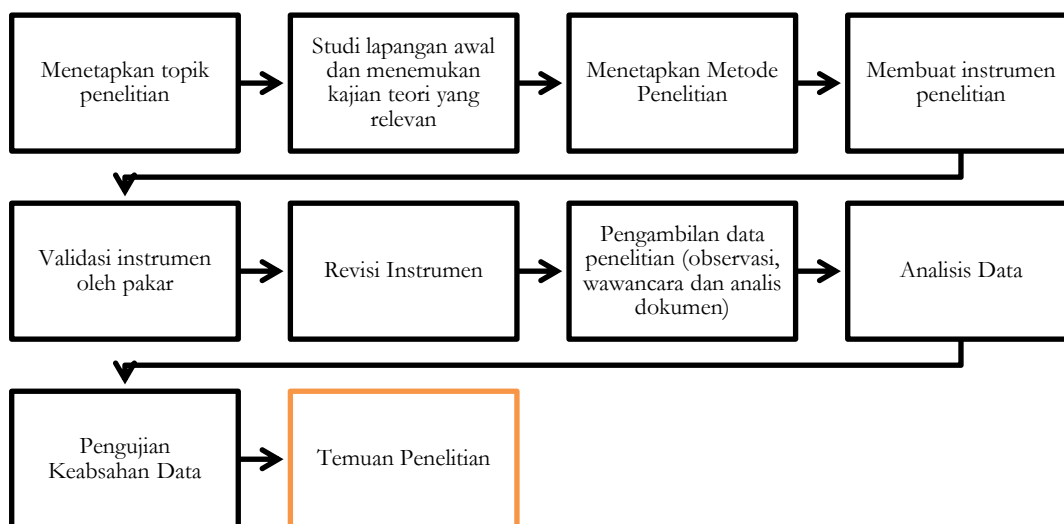 Menetapkan topik
penelitian
Studi lapangan awal
dan menemukan
kajian teori yang
relevan
Menetapkan Metode
Penelitian
Membuat instrumen
penelitian
Validasi instrumen
oleh pakar
Revisi Instrumen
Pengambilan data
penelitian (observasi,
wawancara dan analis
dokumen)
Analisis Data
Pengujian
Keabsahan Data
Temuan Penelitian